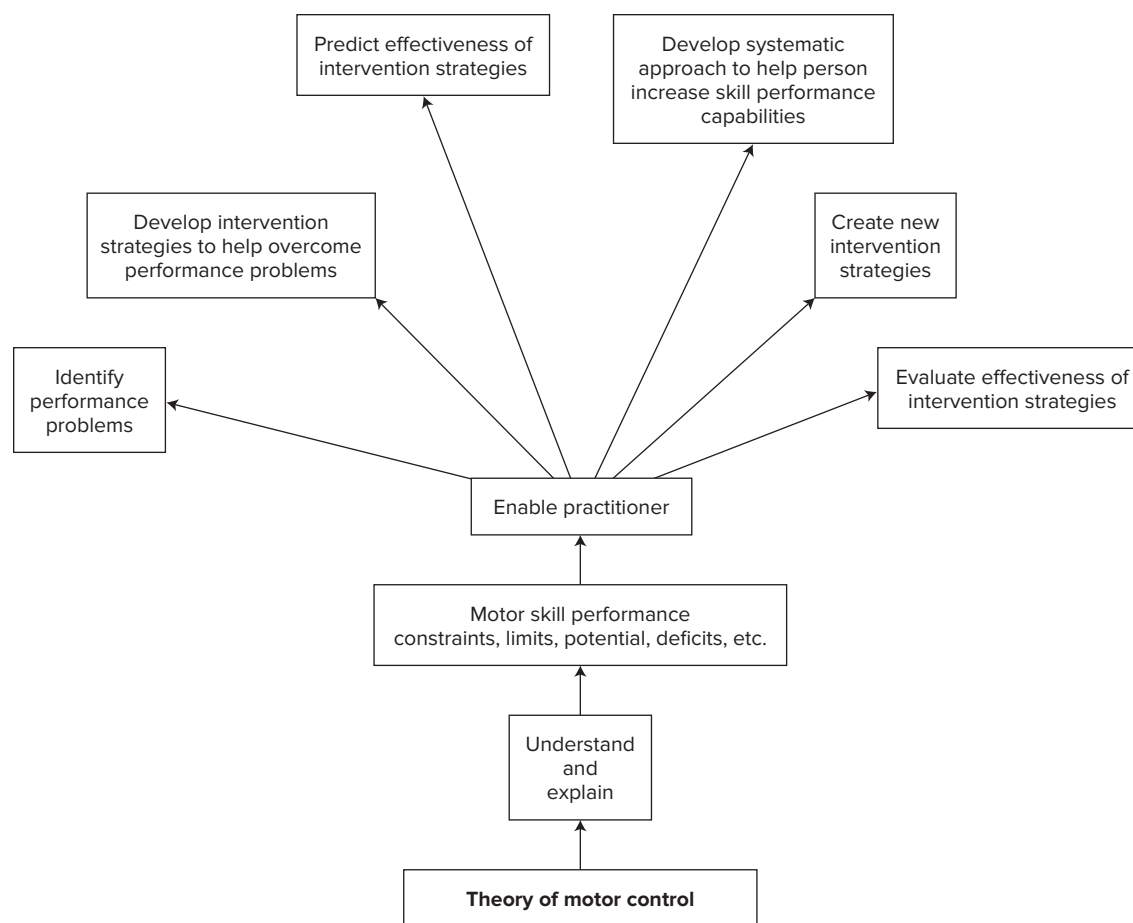 Predict effectiveness of
intervention strategies
Develop systematic
approach to help person
increase skill performance
capabilities
Develop intervention
strategies to help overcome
performance problems
Create new
intervention
strategies
Identify
performance
problems
Evaluate effectiveness of
intervention strategies
Enable practitioner
Motor skill performance
constraints, limits, potential, deficits, etc.
Understand
and
explain
Theory of motor control